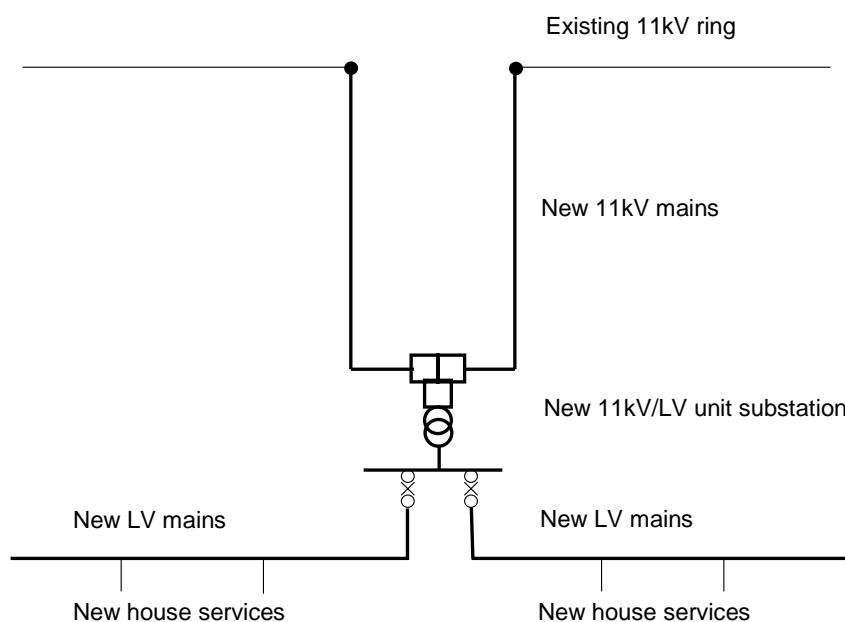 Existing 11kV ring
New 11kV mains
New 11kV/LV unit substation
New LV mains
New LV mains
New house services
New house services